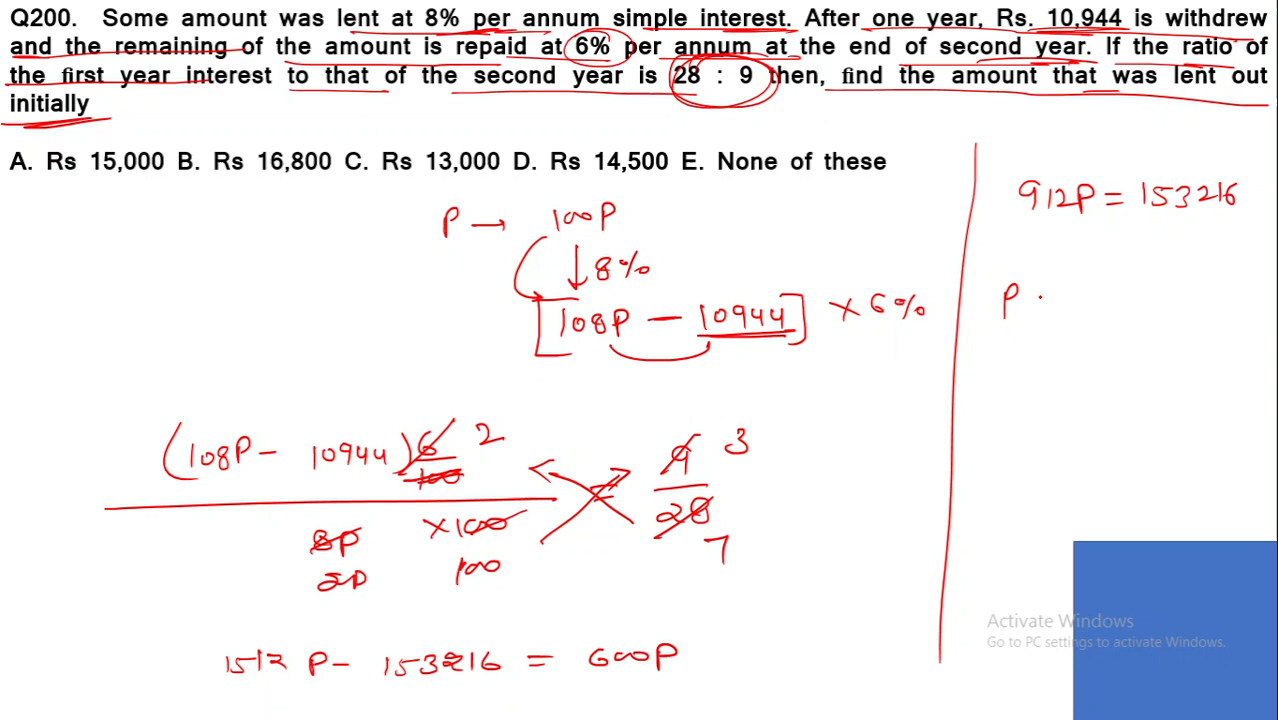 Q200. Some amount was lent at 8% per annum simple interest. After one year, Rs. 10,944 is withdrew
and the remaining of the amount is repaid at 6% per annum at the end of second year. If the ratio of
the first year interest to that of the second year is 28 : 9 then, find the amount that was lent out
initially
A. Rs 15,000 B. Rs 16,800 C. Rs 13,000 D. Rs 14,500 E. None of these
912P = 153216
P → 100P
↓ 8%
P
[108P - 10944] × 6%
(108P - 10944) 6 2
100
9 3
8P × 100
28
2P 100
7
1512 P - 153216 = 600P
Activate Windows
Go to PC settings to activate Windows.